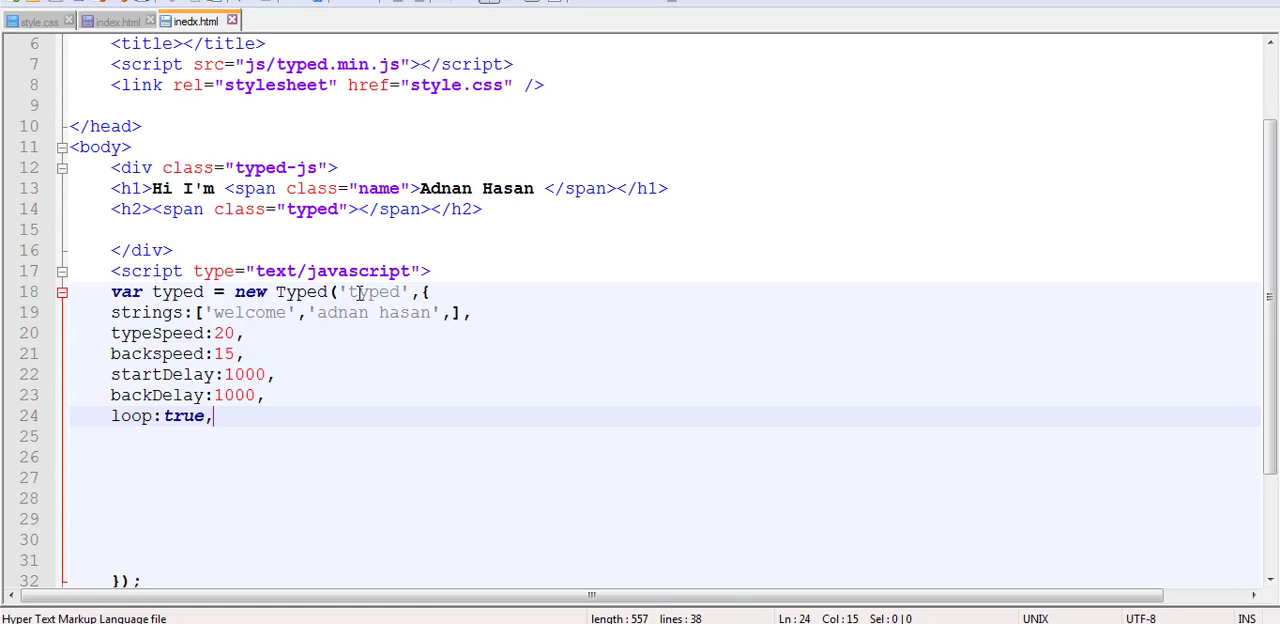 style.css index.html inedx.html
6 <title></title>
7 <script src="js/typed.min.js"></script>
8 <link rel="stylesheet" href="style.css" />
9
10 </head>
11 <body>
12 <div class="typed-js">
13 <h1>Hi I'm <span class="name">Adnan Hasan </span></h1>
14 <h2><span class="typed"></span></h2>
15
16 </div>
17 <script type="text/javascript">
18 var typed = new Typed('typed',{
19 strings:['welcome','adnan hasan',],
20 typeSpeed:20,
21 backspeed:15,
22 startDelay:1000,
23 backDelay:1000,
24 loop:true,
25
26
27
28
29
30
31
32 });
Hyper Text Markup Language file length : 557 lines : 38 Ln : 24 Col : 15 Sel : 0 | 0 UNIX UTF-8 INS